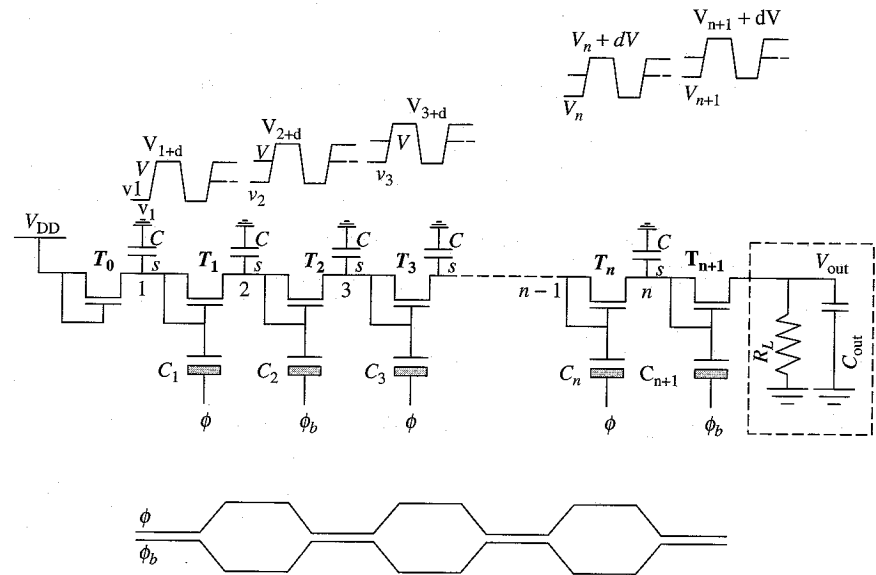 V_n + dV
V_{n+1} + dV
V_n
V_{n+1}
V_{1+d}
V
v1
v_1
V_{2+d}
V
v_2
V_{3+d}
V
v_3
V_DD
C C C C
T_0 s T_1 s T_2 s T_3 s T_n s T_{n+1} V_out
1 2 3 n – 1 n
C_1 C_2 C_3 C_n C_{n+1} R_L C_out
ϕ ϕ_b ϕ ϕ ϕ_b
ϕ
ϕ_b